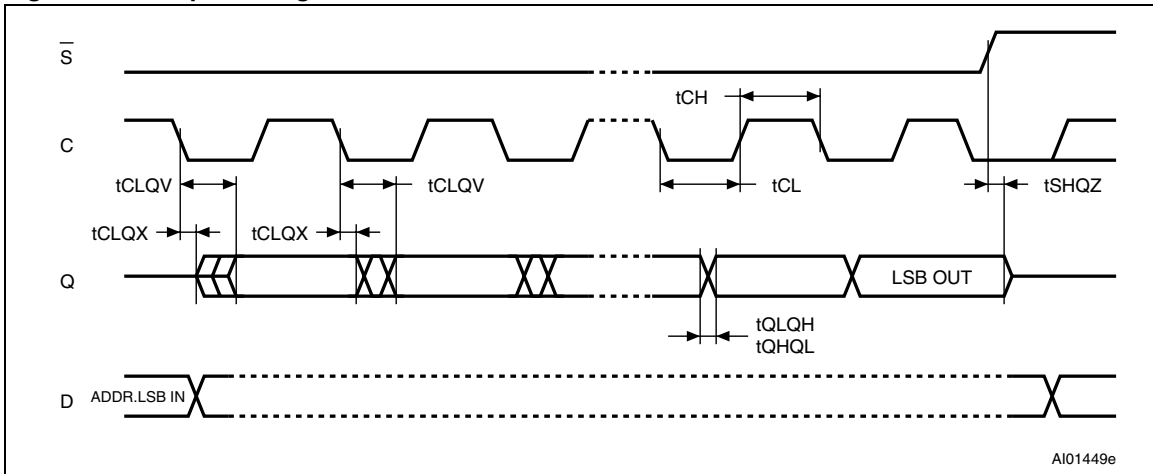 S
tCH
C
tCLQV
tCLQV
tCL
tSHQZ
tCLQX
tCLQX
Q
LSB OUT
tQLQH
tQHQL
D
ADDR.LSB IN
AI01449e